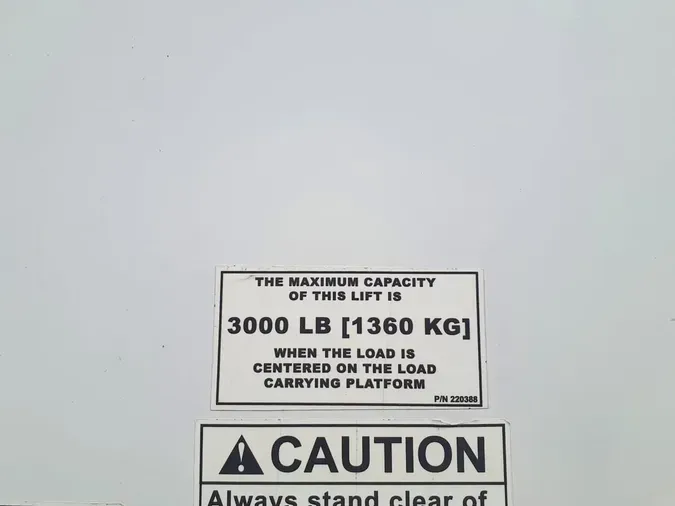 THE MAXIMUM CAPACITY
OF THIS LIFT IS
3000 LB [1360 KG]
WHEN THE LOAD IS
CENTERED ON THE LOAD
CARRYING PLATFORM
P/N 220388
CAUTION
Always stand clear of